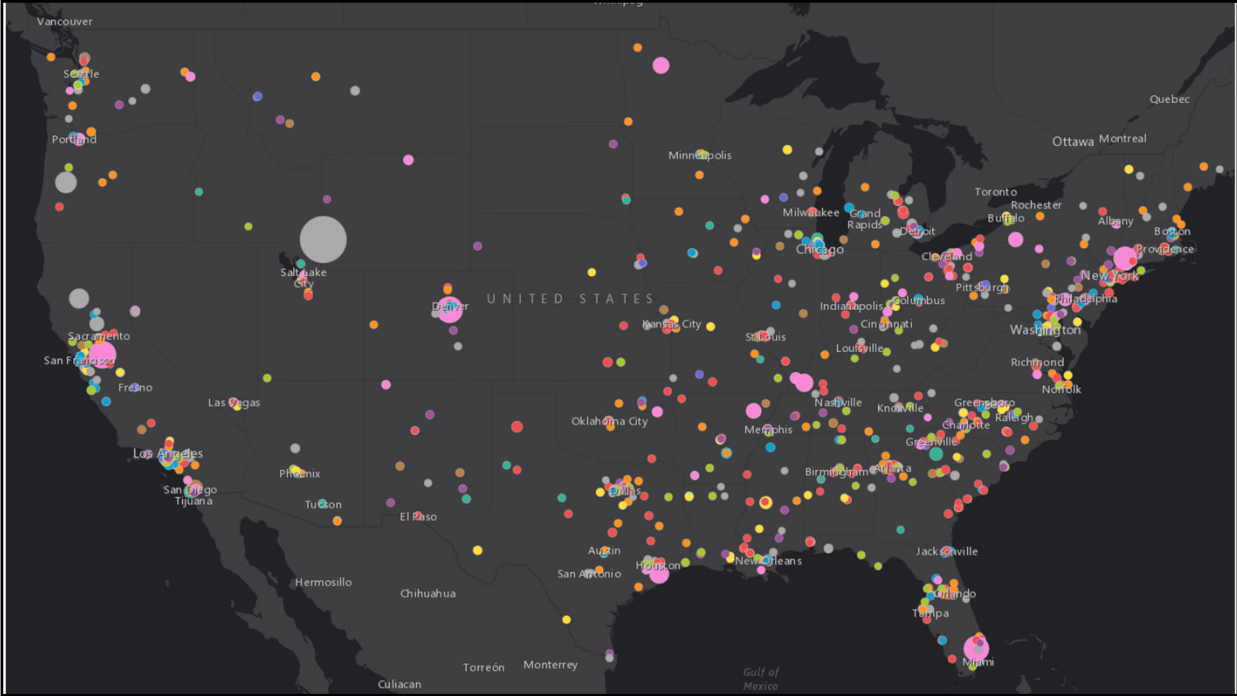 Winnipeg
Vancouver
Seattle
Portland
Quebec
Ottawa
Montreal
Minneapolis
Toronto
Rochester
Buffalo
Albany
Milwaukee
Grand
Rapids
Detroit
Boston
Providence
Chicago
Cleveland
New York
Salt Lake
City
Pittsburgh
Denver
UNITED STATES
Indianapolis
Columbus
Philadelphia
Kansas City
Cincinnati
Washington
Sacramento
St Louis
Louisville
San Francisco
Richmond
Fresno
Norfolk
Las Vegas
Nashville
Knoxville
Greensboro
Raleigh
Oklahoma City
Memphis
Charlotte
Greenville
Los Angeles
Phoenix
Birmingham
Atlanta
San Diego
Tijuana
Dallas
Tucson
El Paso
Austin
Jacksonville
Houston
New Orleans
San Antonio
Hermosillo
Chihuahua
Orlando
Tampa
Miami
Torreón
Monterrey
Gulf of
Mexico
Culiacan